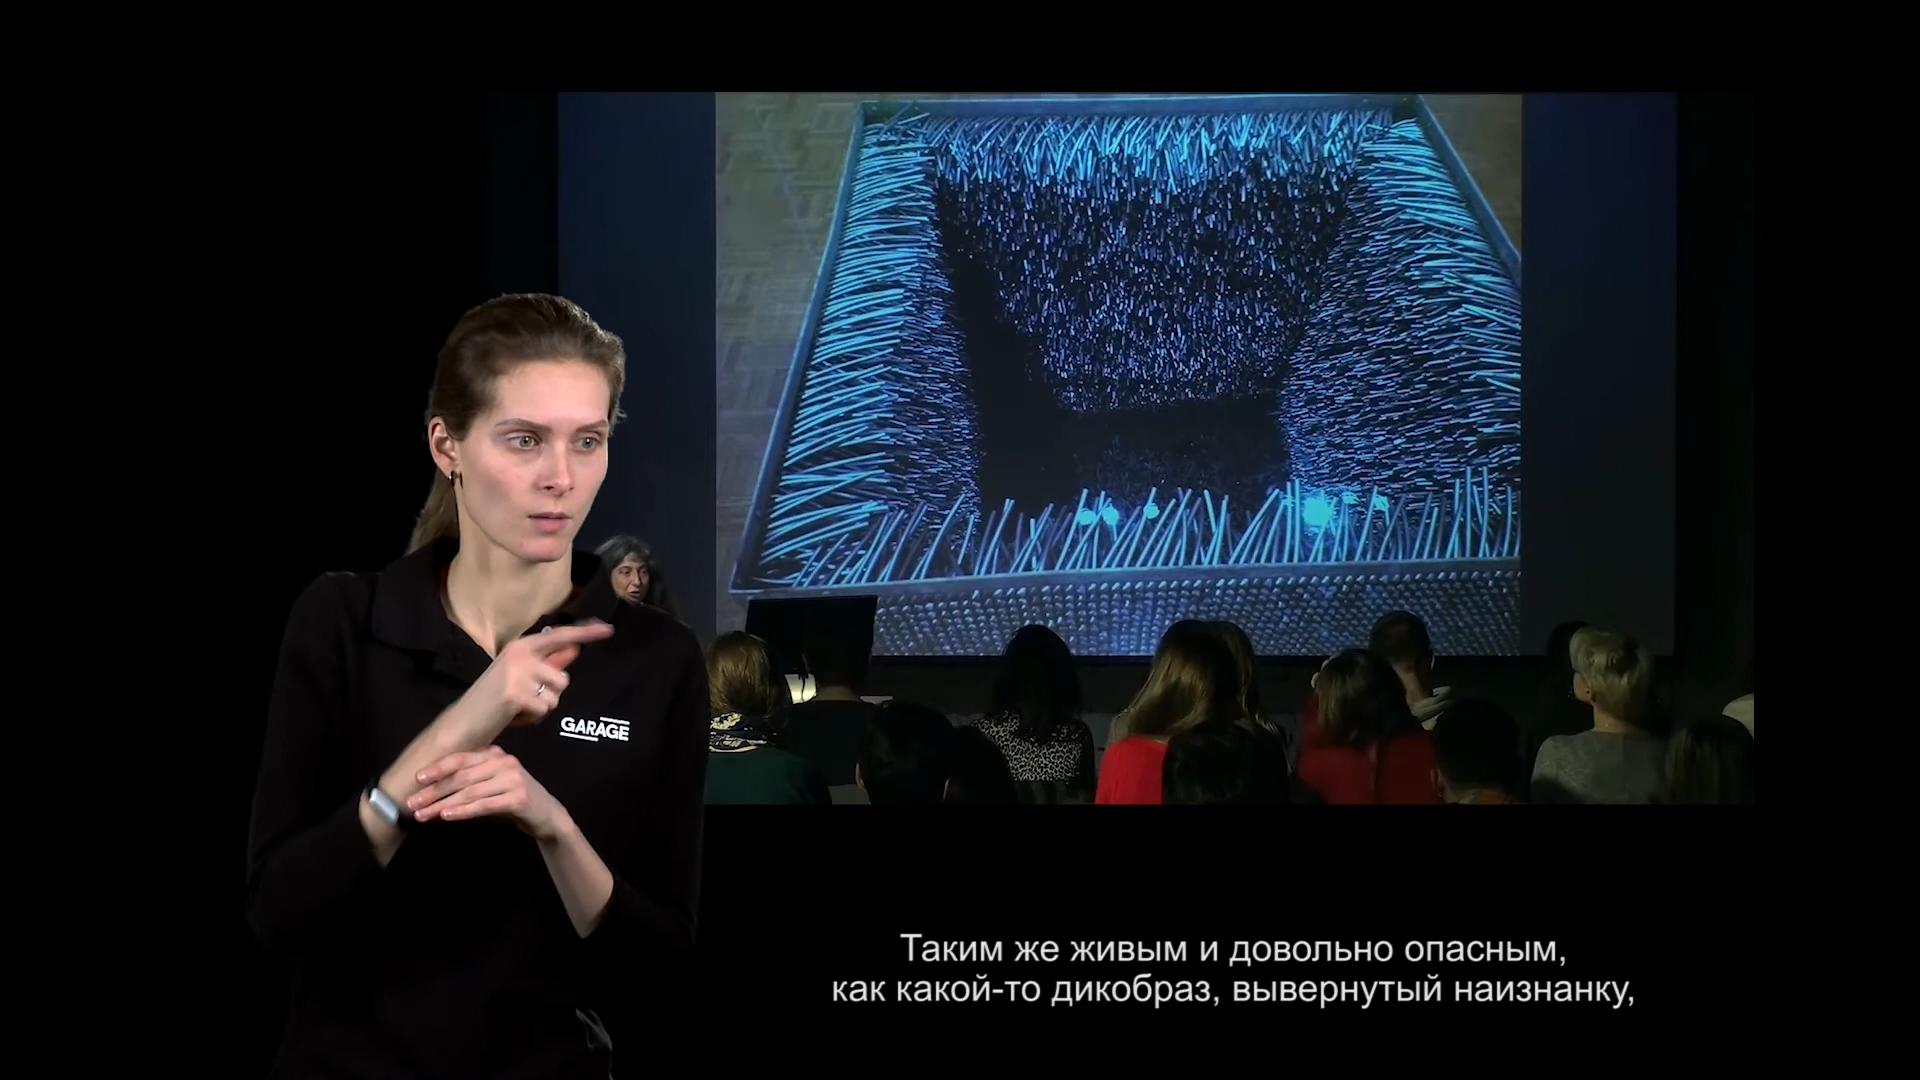 GARAGE
Таким же живым и довольно опасным,
как какой-то дикобраз, вывернутый наизнанку,